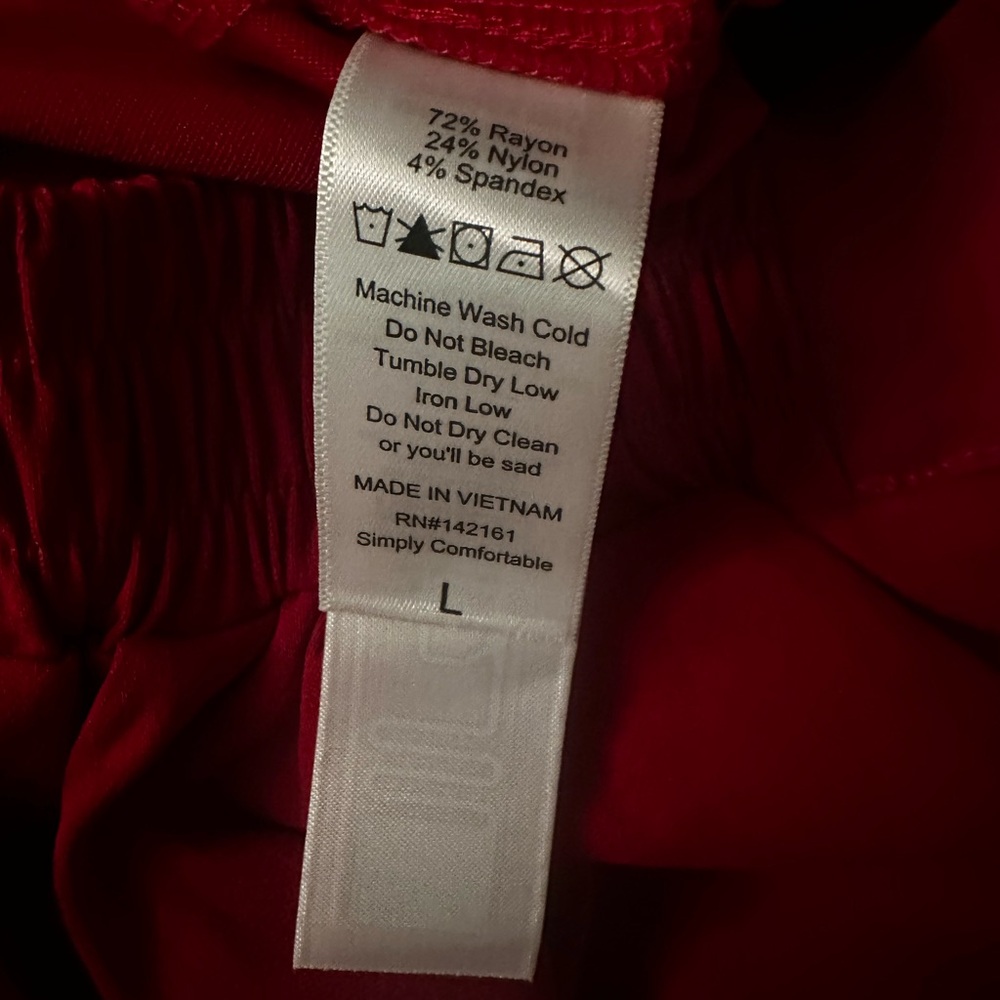 72% Rayon
24% Nylon
4% Spandex
Machine Wash Cold
Do Not Bleach
Tumble Dry Low
Iron Low
Do Not Dry Clean
or you'll be sad
MADE IN VIETNAM
RN#142161
Simply Comfortable
L